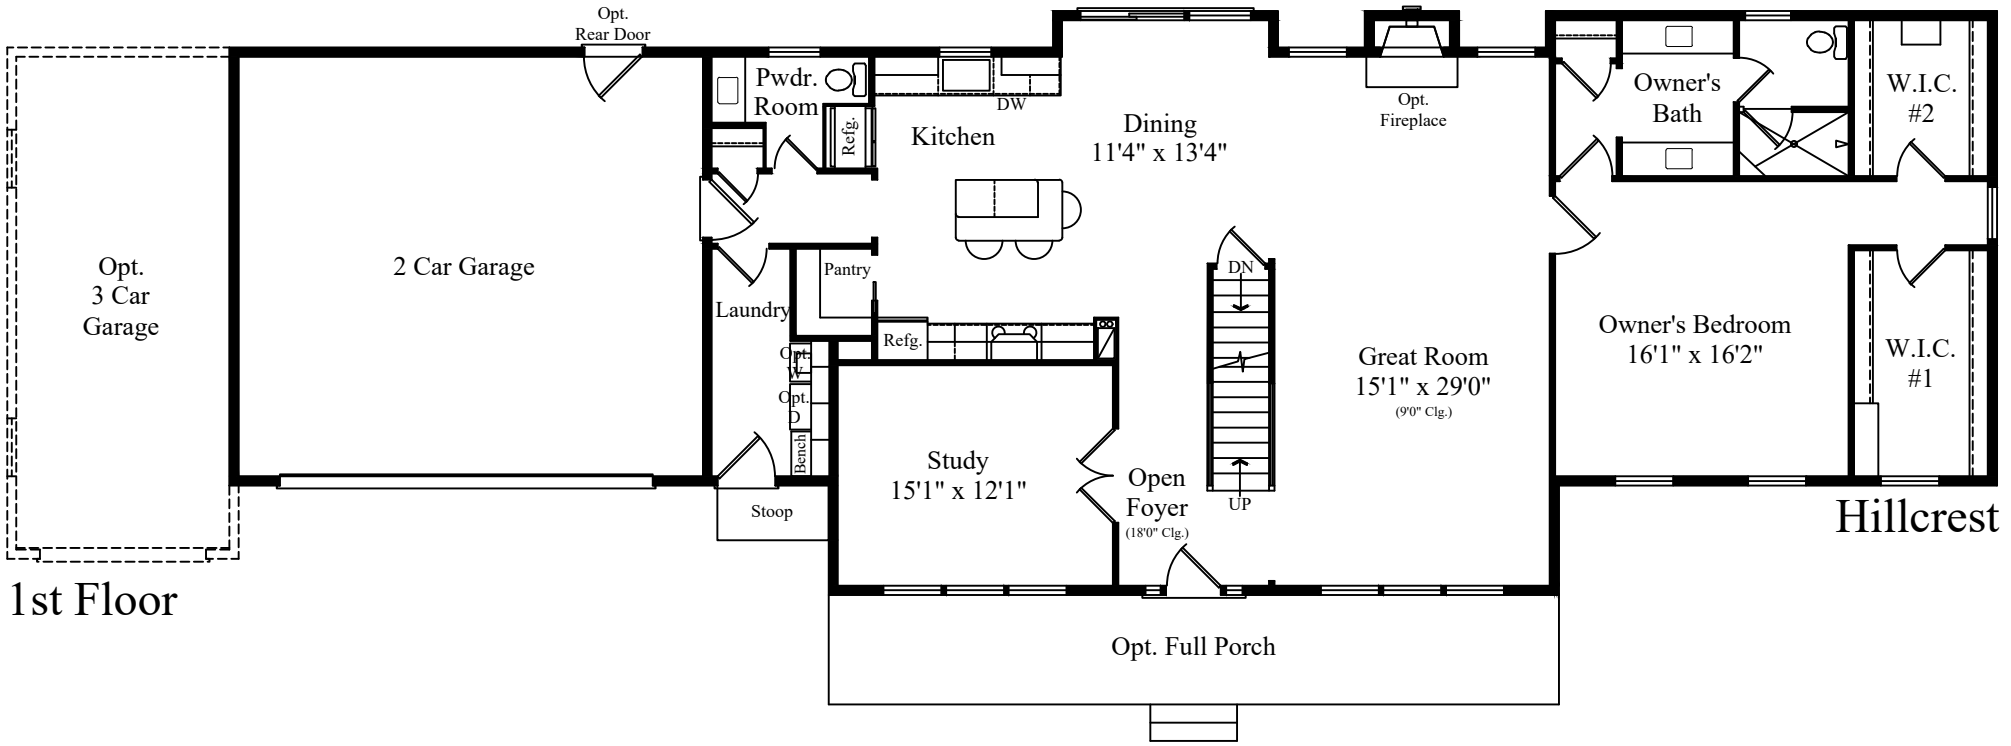 Opt.
Rear Door
Pwdr.
Room
Refg.
Kitchen
DW
Dining
11'4" x 13'4"
Opt.
Fireplace
Owner's
Bath
W.I.C.
#2
Opt.
3 Car
Garage
2 Car Garage
Pantry
Laundry
Refg.
Opt.
W
Opt.
D
Bench
DN
UP
Great Room
15'1" x 29'0"
(9'0" Clg.)
Owner's Bedroom
16'1" x 16'2"
W.I.C.
#1
Study
15'1" x 12'1"
Open
Foyer
(18'0" Clg.)
Stoop
Hillcrest
1st Floor
Opt. Full Porch